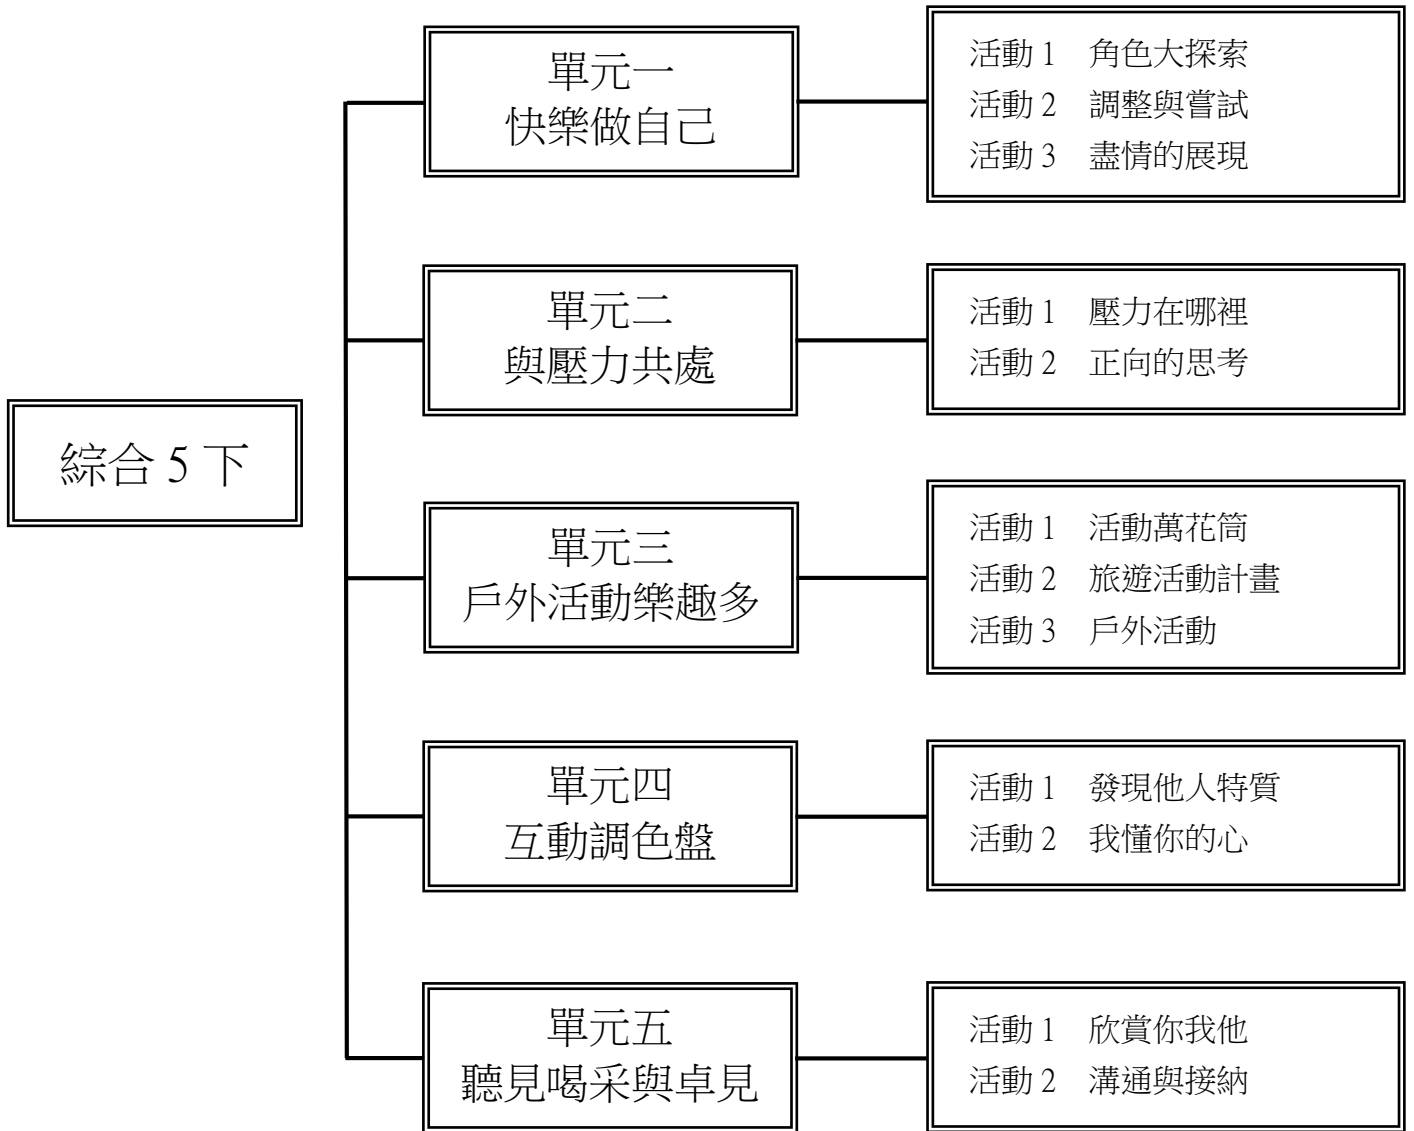 綜合 5 下
單元一
快樂做自己
活動 1 角色大探索
活動 2 調整與嘗試
活動 3 盡情的展現
單元二
與壓力共處
活動 1 壓力在哪裡
活動 2 正向的思考
單元三
戶外活動樂趣多
活動 1 活動萬花筒
活動 2 旅遊活動計畫
活動 3 戶外活動
單元四
互動調色盤
活動 1 發現他人特質
活動 2 我懂你的心
單元五
聽見喝采與卓見
活動 1 欣賞你我他
活動 2 溝通與接納